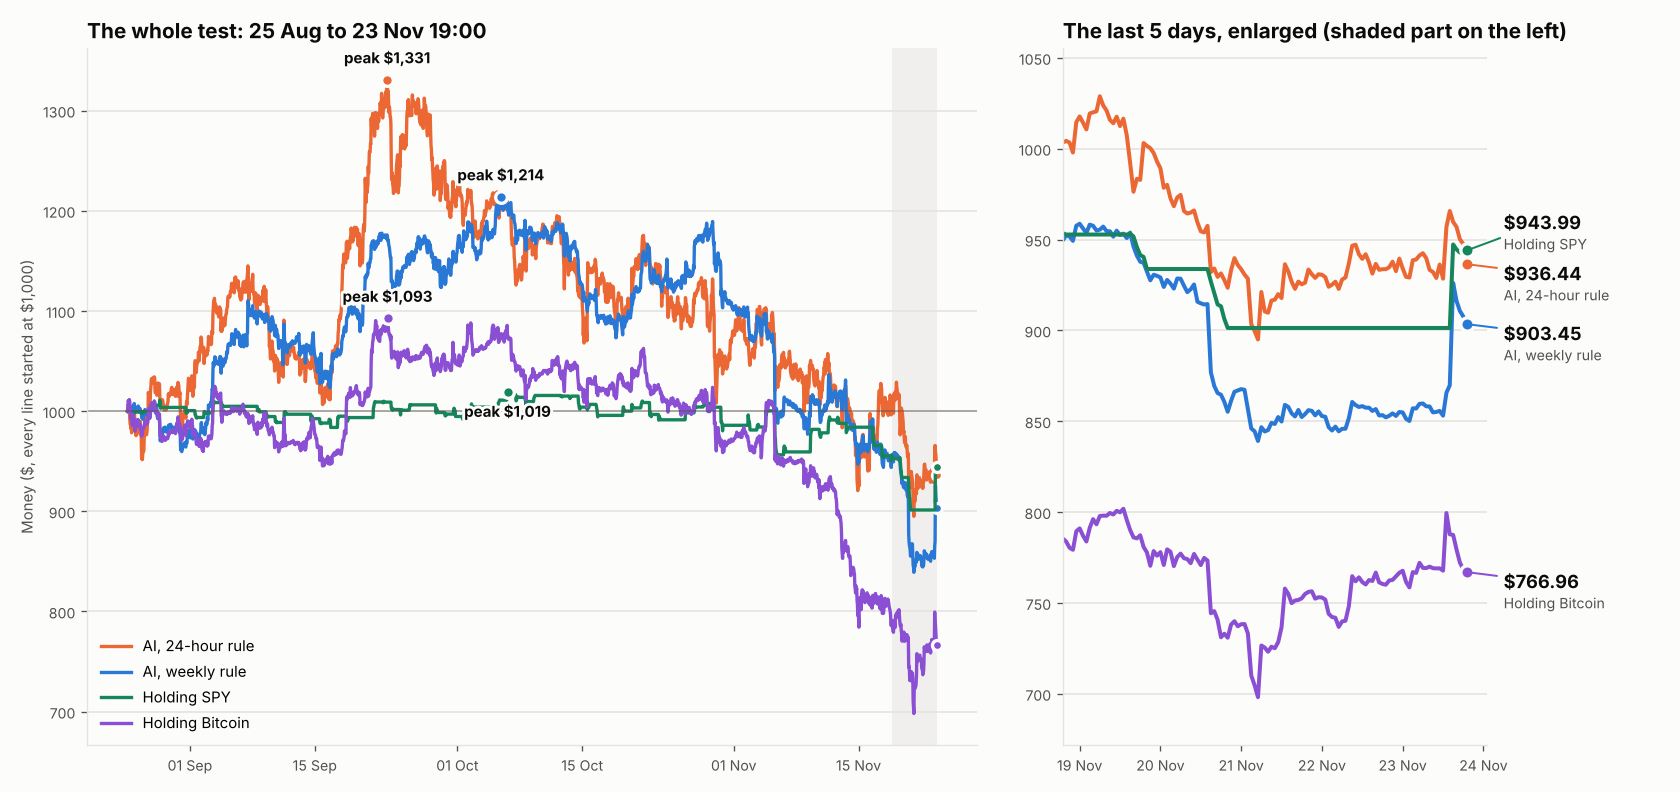 The whole test: 25 Aug to 23 Nov 19:00
peak $1,331
peak $1,214
peak $1,093
peak $1,019
Money ($, every line started at $1,000)
1300
1200
1100
1000
900
800
700
AI, 24-hour rule
AI, weekly rule
Holding SPY
Holding Bitcoin
01 Sep
15 Sep
01 Oct
15 Oct
01 Nov
15 Nov
The last 5 days, enlarged (shaded part on the left)
1050
1000
950
900
850
800
750
700
$943.99
Holding SPY
$936.44
AI, 24-hour rule
$903.45
AI, weekly rule
$766.96
Holding Bitcoin
19 Nov
20 Nov
21 Nov
22 Nov
23 Nov
24 Nov